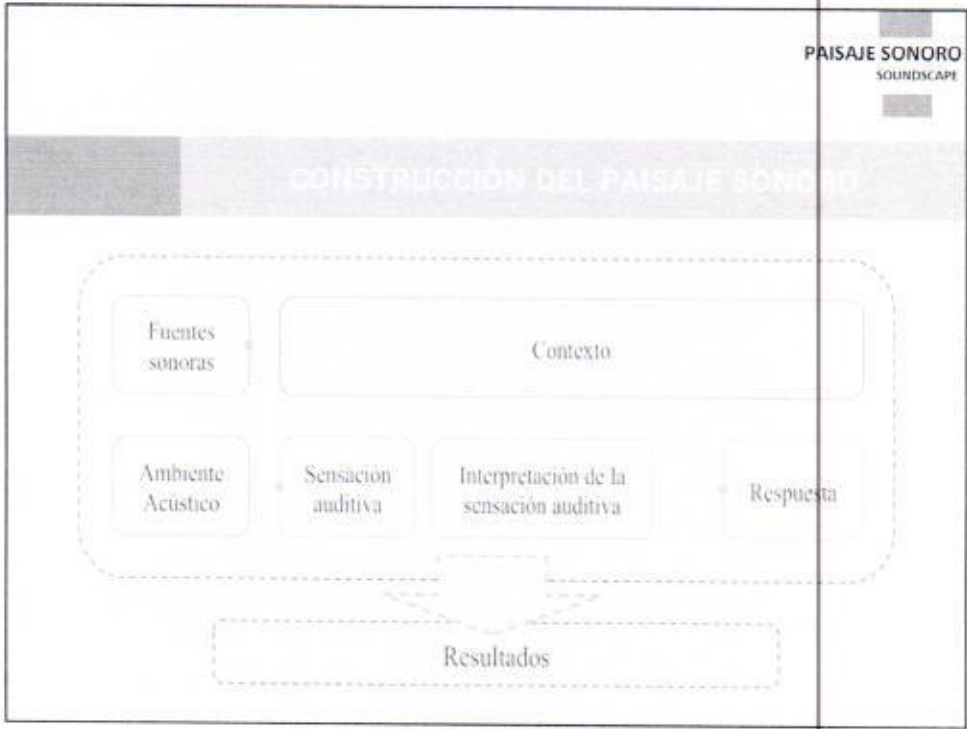 PAISAJE SONORO
SOUNDSCAPE
CONSTRUCCIÓN DEL PAISAJE SONORO
Fuentes
sonoras
Contexto
Ambiente
Acústico
Sensación
auditiva
Interpretación de la
sensación auditiva
Respuesta
Resultados